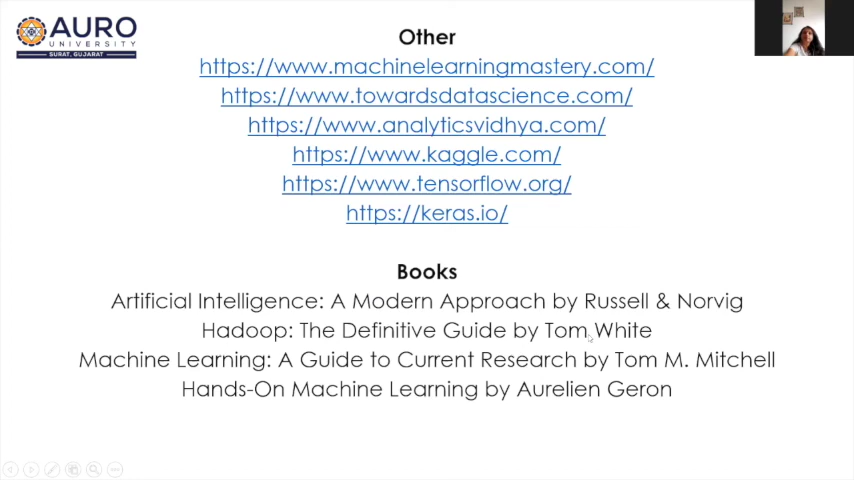 AURO
UNIVERSITY
SURAT, GUJARAT
Other
https://www.machinelearningmastery.com/
https://www.towardsdatascience.com/
https://www.analyticsvidhya.com/
https://www.kaggle.com/
https://www.tensorflow.org/
https://keras.io/
Books
Artificial Intelligence: A Modern Approach by Russell & Norvig
Hadoop: The Definitive Guide by Tom White
Machine Learning: A Guide to Current Research by Tom M. Mitchell
Hands-On Machine Learning by Aurelien Geron